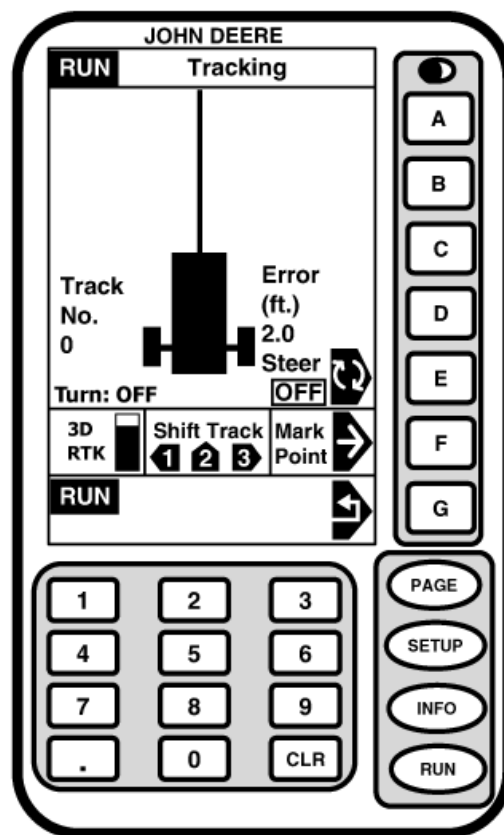 JOHN DEERE
RUN Tracking
Track
No.
0
Error
(ft.)
2.0
Steer
OFF
Turn: OFF
3D
RTK
Shift Track
1 2 3
Mark
Point
RUN
A
B
C
D
E
F
G
PAGE
SETUP
INFO
RUN
1 2 3
4 5 6
7 8 9
. 0 CLR